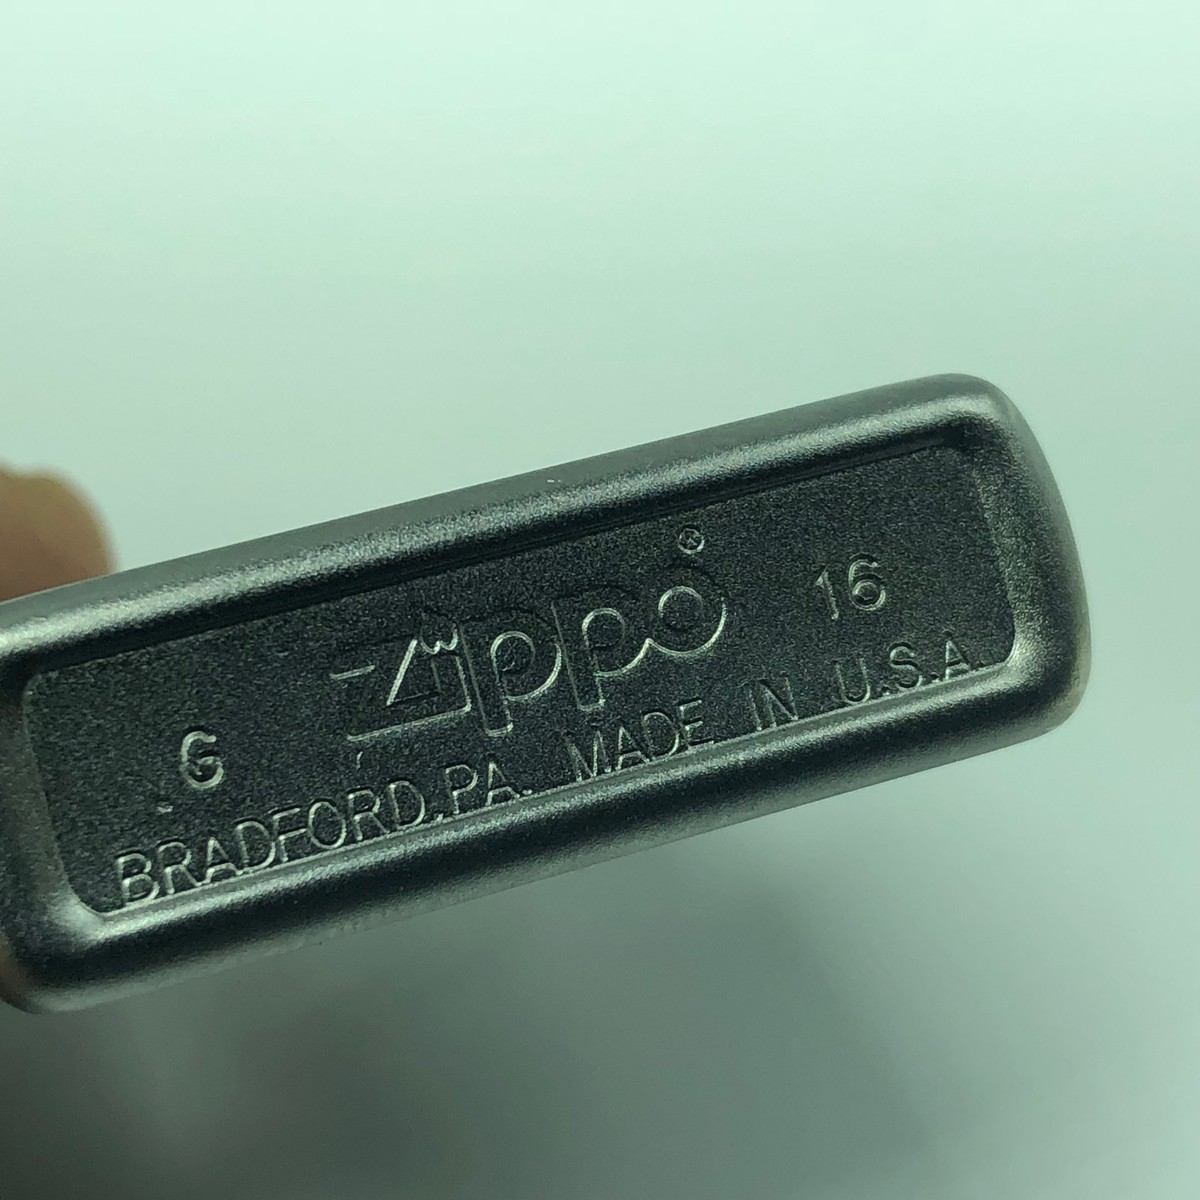 G Zippo® 16
BRADFORD, PA. MADE IN U.S.A.